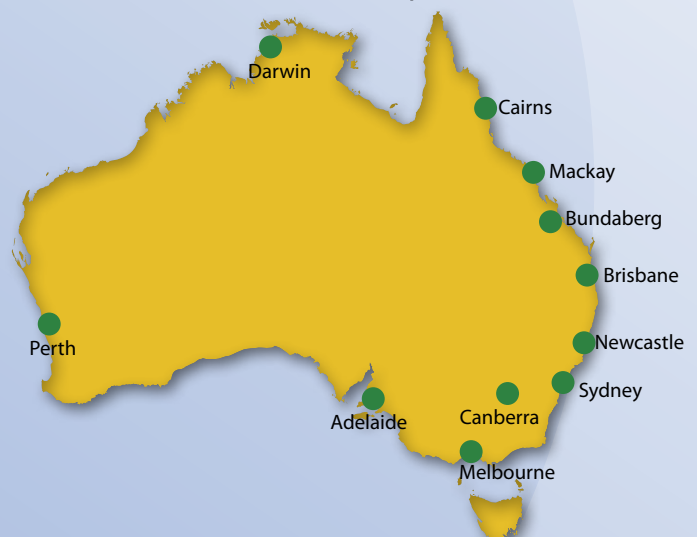 Darwin
Cairns
Mackay
Bundaberg
Brisbane
Perth
Newcastle
Sydney
Canberra
Adelaide
Melbourne